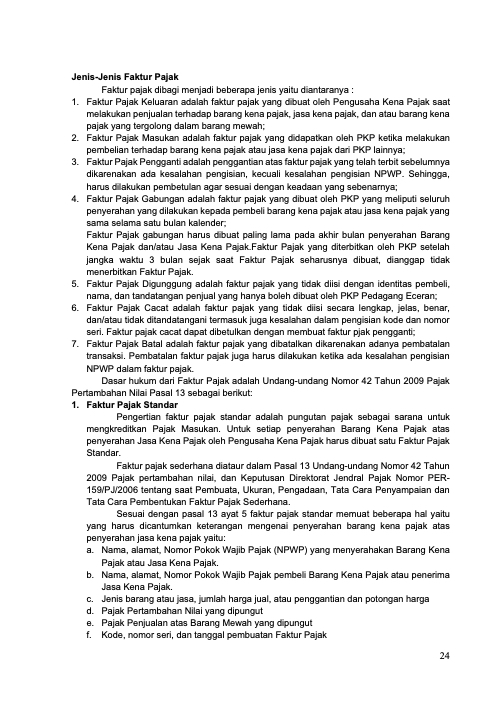 Jenis-Jenis Faktur Pajak
Faktur pajak dibagi menjadi beberapa jenis yaitu diantaranya :
1. Faktur Pajak Keluaran adalah faktur pajak yang dibuat oleh Pengusaha Kena Pajak saat
melakukan penjualan terhadap barang kena pajak, jasa kena pajak, dan atau barang kena
pajak yang tergolong dalam barang mewah;
2. Faktur Pajak Masukan adalah faktur pajak yang didapatkan oleh PKP ketika melakukan
pembelian terhadap barang kena pajak atau jasa kena pajak dari PKP lainnya;
3. Faktur Pajak Pengganti adalah penggantian atas faktur pajak yang telah terbit sebelumnya
dikarenakan ada kesalahan pengisian, kecuali kesalahan pengisian NPWP. Sehingga,
harus dilakukan pembetulan agar sesuai dengan keadaan yang sebenarnya;
4. Faktur Pajak Gabungan adalah faktur pajak yang dibuat oleh PKP yang meliputi seluruh
penyerahan yang dilakukan kepada pembeli barang kena pajak atau jasa kena pajak yang
sama selama satu bulan kalender;
Faktur Pajak gabungan harus dibuat paling lama pada akhir bulan penyerahan Barang
Kena Pajak dan/atau Jasa Kena Pajak.Faktur Pajak yang diterbitkan oleh PKP setelah
jangka waktu 3 bulan sejak saat Faktur Pajak seharusnya dibuat, dianggap tidak
menerbitkan Faktur Pajak.
5. Faktur Pajak Digunggung adalah faktur pajak yang tidak diisi dengan identitas pembeli,
nama, dan tandatangan penjual yang hanya boleh dibuat oleh PKP Pedagang Eceran;
6. Faktur Pajak Cacat adalah faktur pajak yang tidak diisi secara lengkap, jelas, benar,
dan/atau tidak ditandatangani termasuk juga kesalahan dalam pengisian kode dan nomor
seri. Faktur pajak cacat dapat dibetulkan dengan membuat faktur pjak pengganti;
7. Faktur Pajak Batal adalah faktur pajak yang dibatalkan dikarenakan adanya pembatalan
transaksi. Pembatalan faktur pajak juga harus dilakukan ketika ada kesalahan pengisian
NPWP dalam faktur pajak.
Dasar hukum dari Faktur Pajak adalah Undang-undang Nomor 42 Tahun 2009 Pajak
Pertambahan Nilai Pasal 13 sebagai berikut:
1. Faktur Pajak Standar
Pengertian faktur pajak standar adalah pungutan pajak sebagai sarana untuk
mengkreditkan Pajak Masukan. Untuk setiap penyerahan Barang Kena Pajak atas
penyerahan Jasa Kena Pajak oleh Pengusaha Kena Pajak harus dibuat satu Faktur Pajak
Standar.
Faktur pajak sederhana diataur dalam Pasal 13 Undang-undang Nomor 42 Tahun
2009 Pajak pertambahan nilai, dan Keputusan Direktorat Jendral Pajak Nomor PER-
159/PJ/2006 tentang saat Pembuata, Ukuran, Pengadaan, Tata Cara Penyampaian dan
Tata Cara Pembentukan Faktur Pajak Sederhana.
Sesuai dengan pasal 13 ayat 5 faktur pajak standar memuat beberepa hal yaitu
yang harus dicantumkan keterangan mengenai penyerahan barang kena pajak atas
penyerahan jasa kena pajak yaitu:
a. Nama, alamat, Nomor Pokok Wajib Pajak (NPWP) yang menyerahakan Barang Kena
Pajak atau Jasa Kena Pajak.
b. Nama, alamat, Nomor Pokok Wajib Pajak pembeli Barang Kena Pajak atau penerima
Jasa Kena Pajak.
c. Jenis barang atau jasa, jumlah harga jual, atau penggantian dan potongan harga
d. Pajak Pertambahan Nilai yang dipungut
e. Pajak Penjualan atas Barang Mewah yang dipungut
f. Kode, nomor seri, dan tanggal pembuatan Faktur Pajak
24